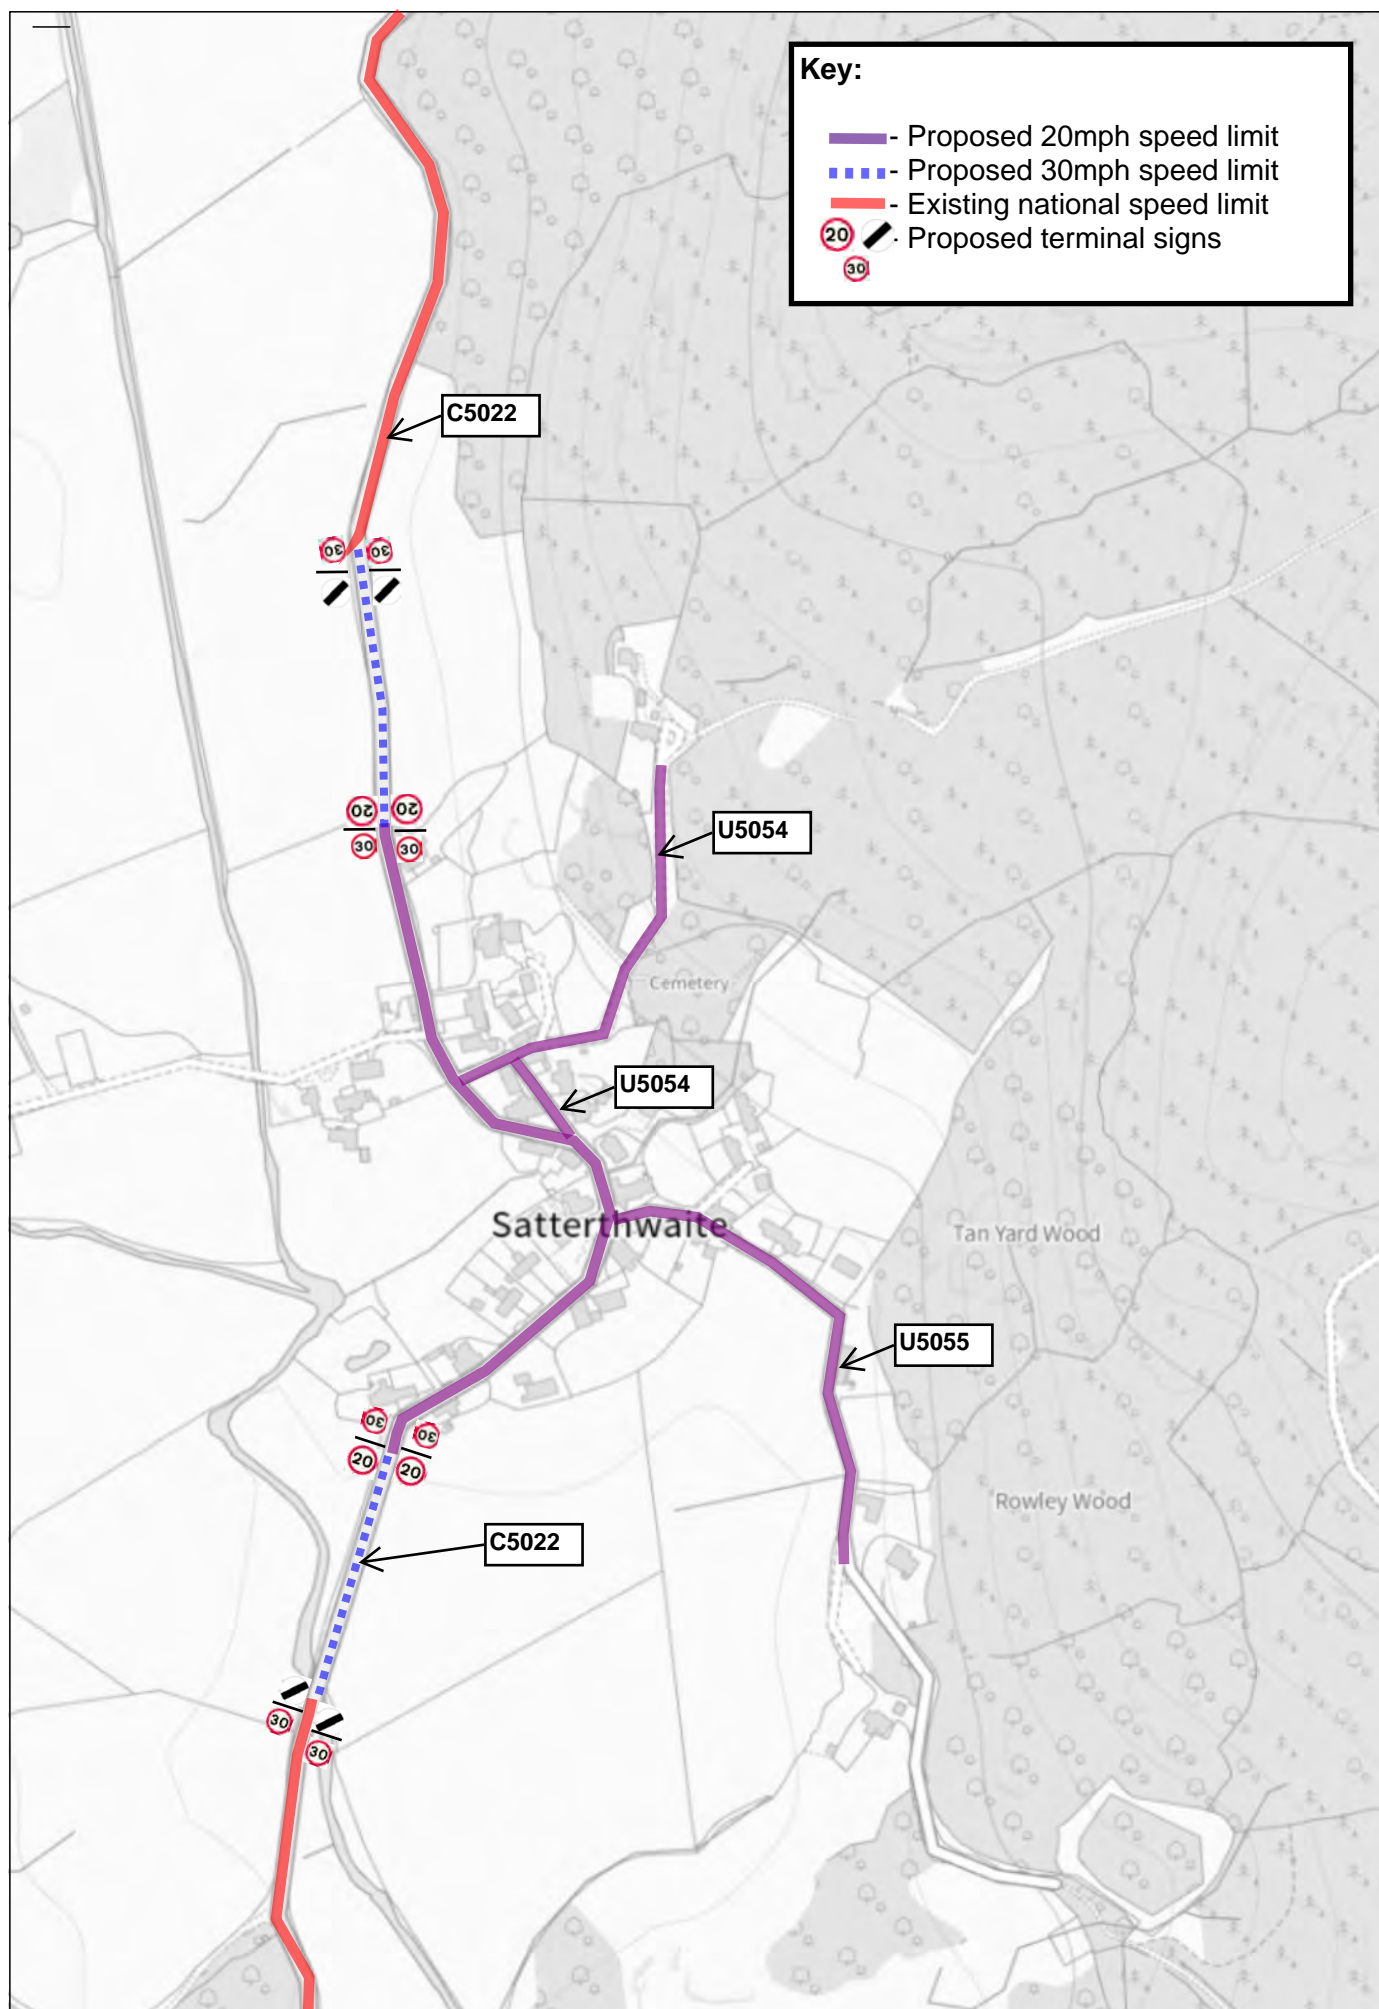 Key:
- Proposed 20mph speed limit
- Proposed 30mph speed limit
- Existing national speed limit
20 - Proposed terminal signs
30
C5022
30 30
20 20
30 30
U5054
Cemetery
U5054
Satterthwaite
Tan Yard Wood
U5055
30 30
20 20
Rowley Wood
C5022
30
30